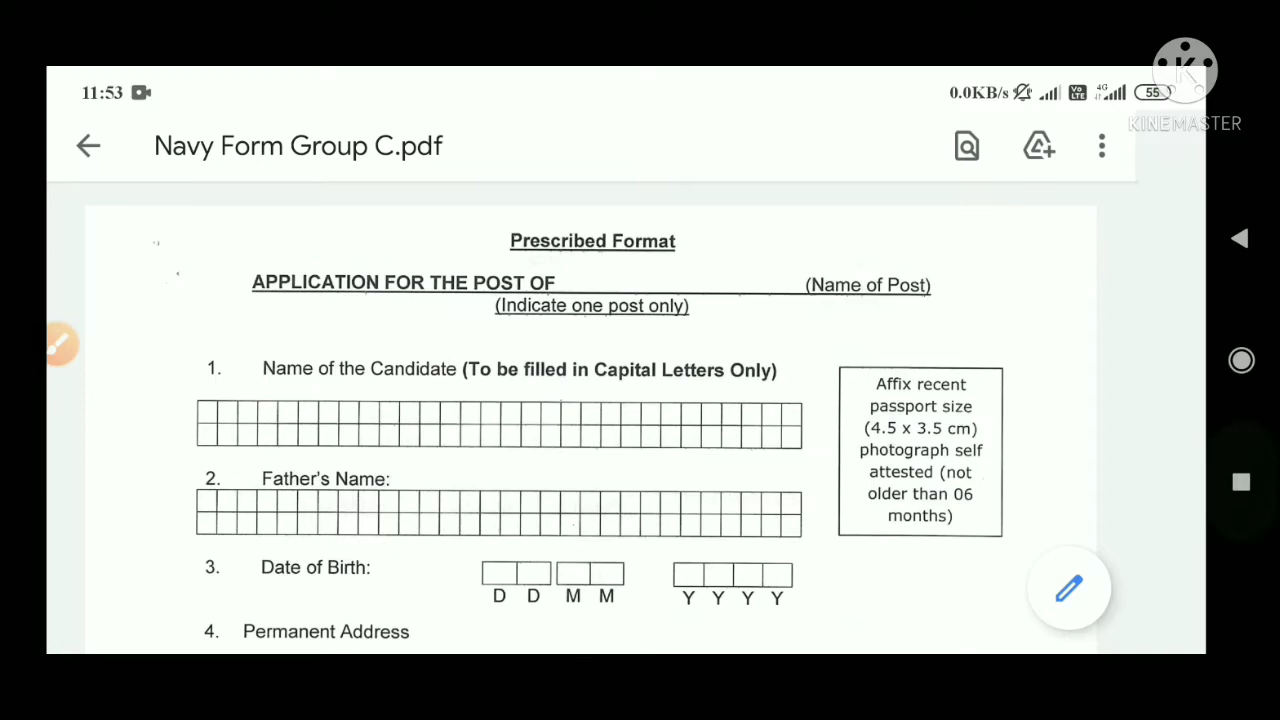 11:53
0.0KB/s Vo LTE 4G 55
K
KINEMASTER
Navy Form Group C.pdf
Prescribed Format
APPLICATION FOR THE POST OF (Name of Post)
(Indicate one post only)
1. Name of the Candidate (To be filled in Capital Letters Only)
Affix recent
passport size
(4.5 x 3.5 cm)
photograph self
attested (not
older than 06
months)
2. Father's Name:
3. Date of Birth:
D D M M Y Y Y Y
4. Permanent Address